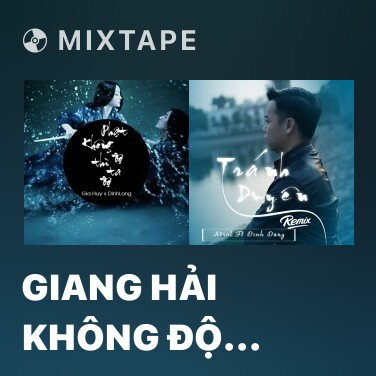 MIXTAPE
Phật
Không độ
thì
ta
độ
Gia Huy x DinhLong
Tránh
Duyên
Remix
Ft Đình Dũng
GIANG HẢI
KHÔNG ĐỘ...